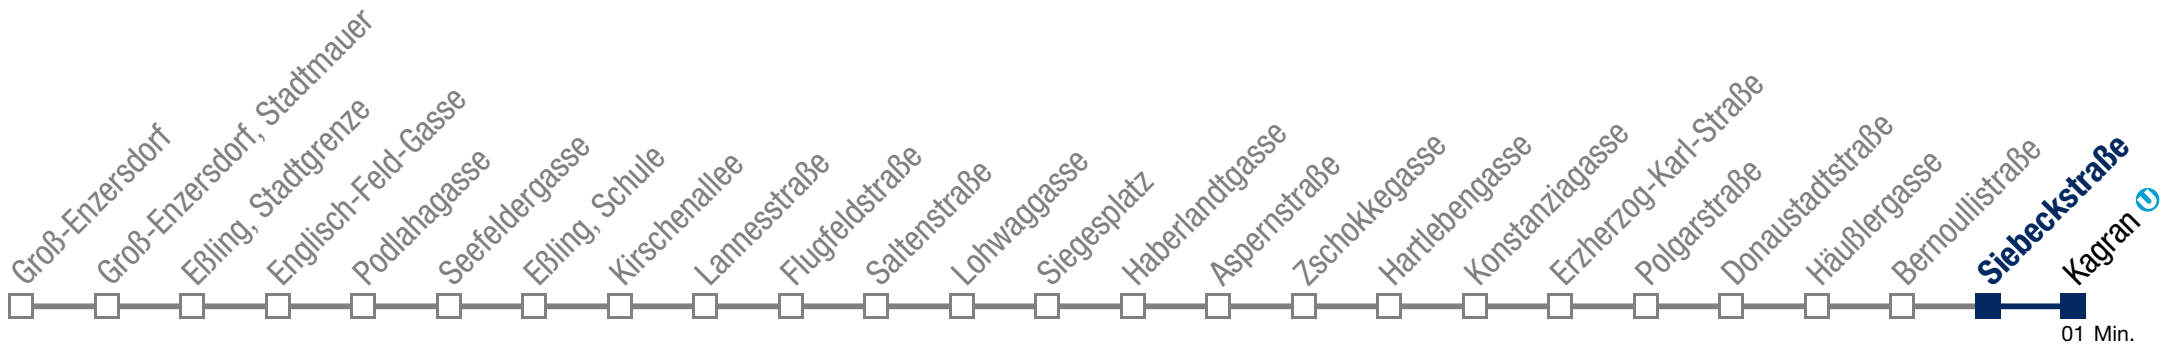 Groß-Enzersdorf
Groß-Enzersdorf, Stadtmauer
Eßling, Stadtgrenze
Englisch-Feld-Gasse
Podlahagasse
Seefeldergasse
Eßling, Schule
Kirschenallee
Lannesstraße
Flugfeldstraße
Saltenstraße
Lohwaggasse
Siegesplatz
Haberlandtgasse
Aspernstraße
Zschokkegasse
Hartlebengasse
Konstanziagasse
Erzherzog-Karl-Straße
Polgarstraße
Donaustadtstraße
Häußlergasse
Bernoullistraße
Siebeckstraße
Kagran U
01 Min.